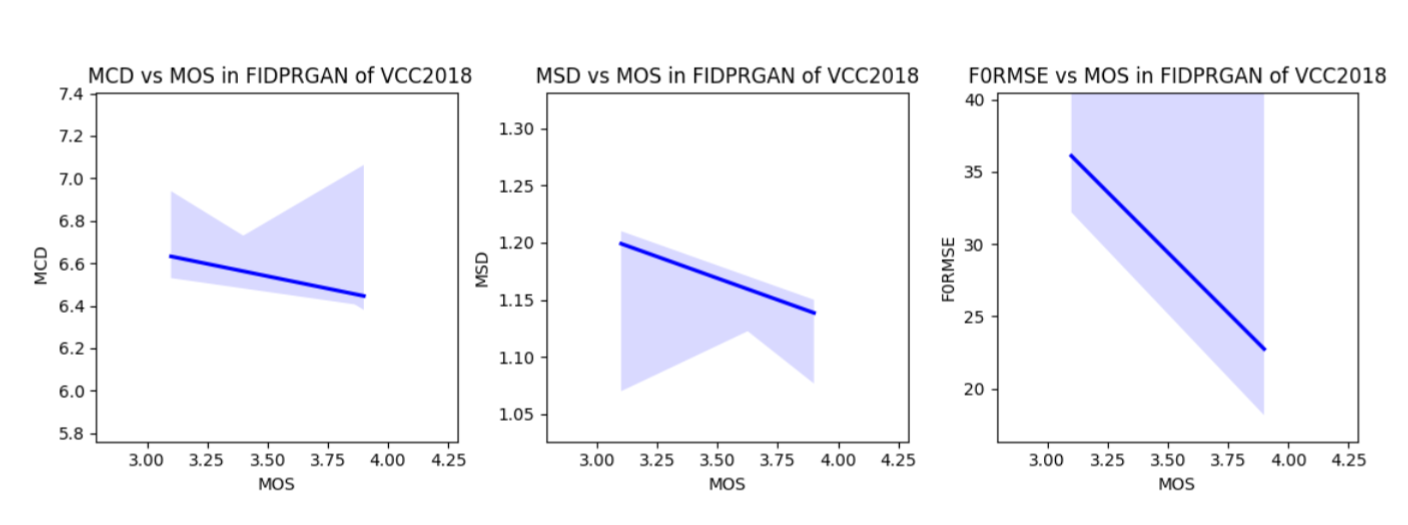 MCD vs MOS in FIDPRGAN of VCC2018
7.4
7.2
7.0
6.8
6.6
6.4
6.2
6.0
5.8
MCD
3.00 3.25 3.50 3.75 4.00 4.25
MOS
MSD vs MOS in FIDPRGAN of VCC2018
1.30
1.25
1.20
1.15
1.10
1.05
MSD
3.00 3.25 3.50 3.75 4.00 4.25
MOS
F0RMSE vs MOS in FIDPRGAN of VCC2018
40
35
30
25
20
F0RMSE
3.00 3.25 3.50 3.75 4.00 4.25
MOS